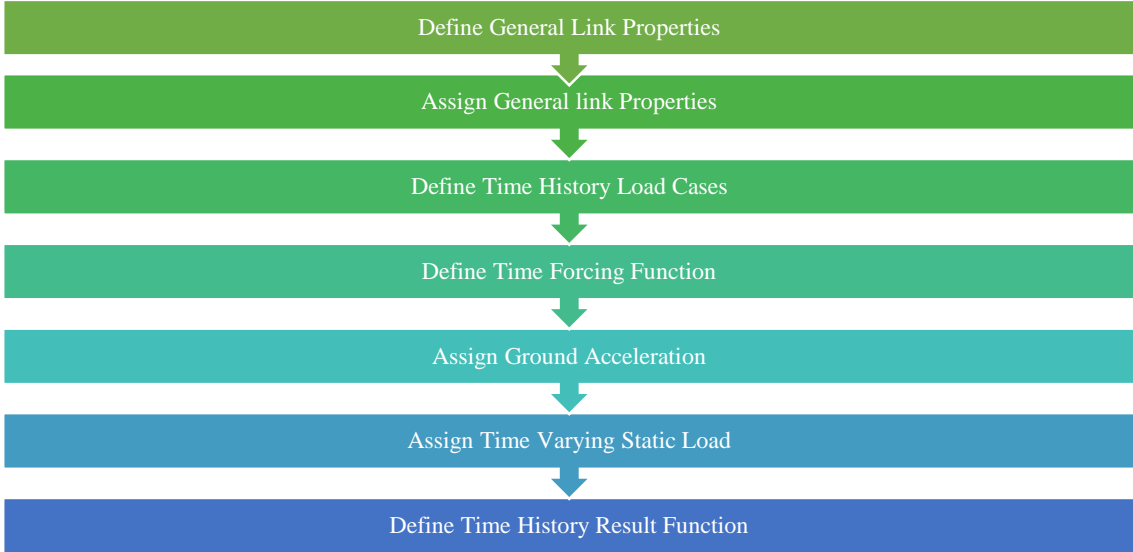 Define General Link Properties
Assign General link Properties
Define Time History Load Cases
Define Time Forcing Function
Assign Ground Acceleration
Assign Time Varying Static Load
Define Time History Result Function